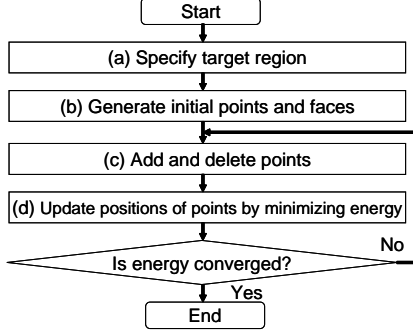 Start
(a) Specify target region
(b) Generate initial points and faces
(c) Add and delete points
(d) Update positions of points by minimizing energy
No
Is energy converged?
Yes
End